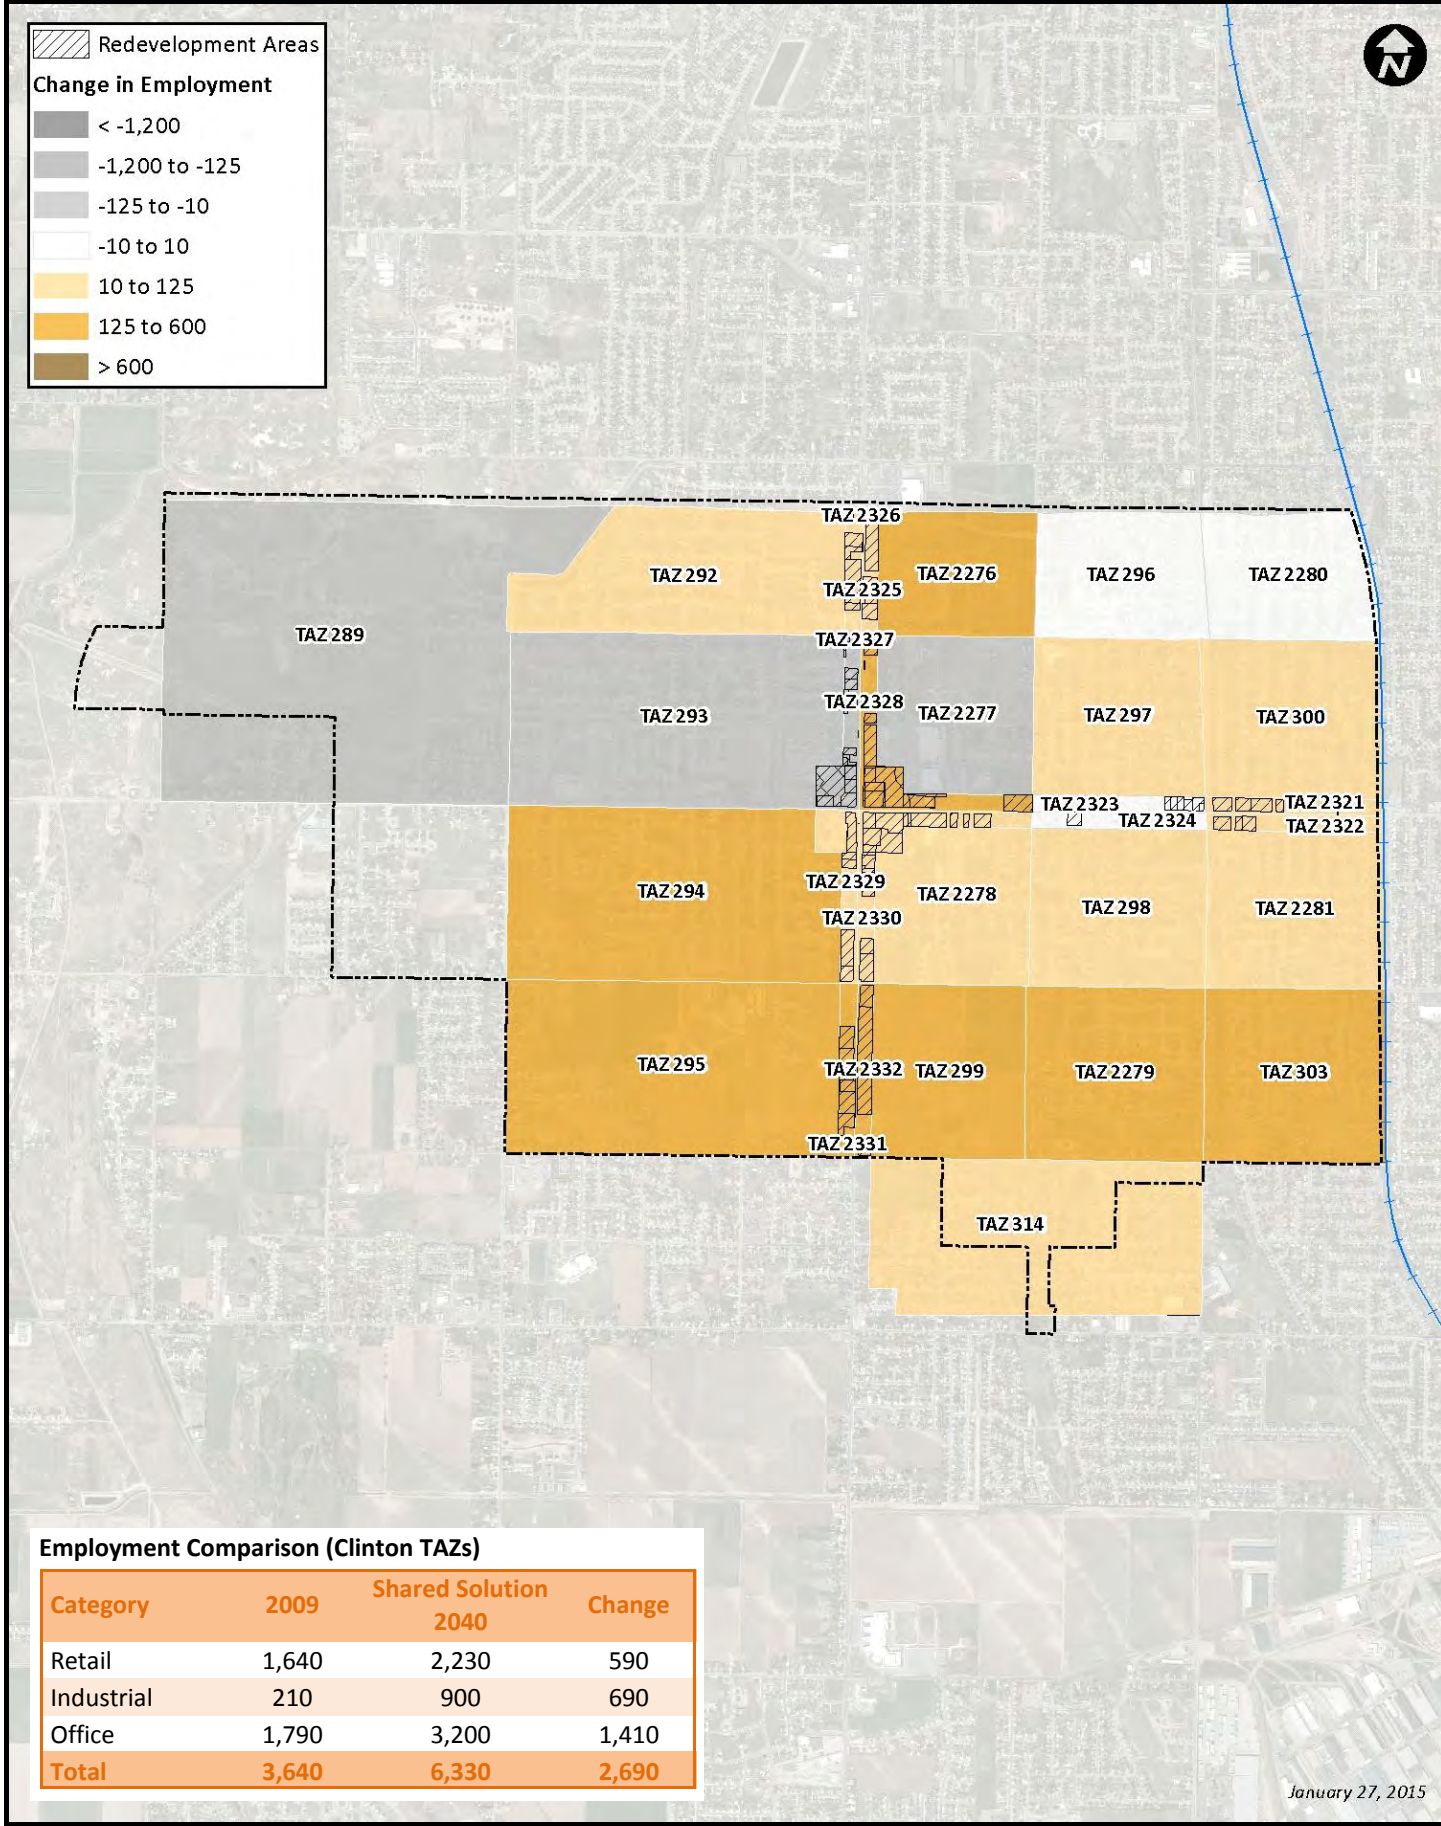 Redevelopment Areas
Change in Employment
< -1,200
-1,200 to -125
-125 to -10
-10 to 10
10 to 125
125 to 600
> 600
N
TAZ 2326
TAZ 292
TAZ 2276
TAZ 296
TAZ 2280
TAZ 2325
TAZ 289
TAZ 2327
TAZ 293
TAZ 2328
TAZ 2277
TAZ 297
TAZ 300
TAZ 2323
TAZ 2321
TAZ 2324
TAZ 2322
TAZ 294
TAZ 2329
TAZ 2278
TAZ 298
TAZ 2281
TAZ 2330
TAZ 295
TAZ 2332
TAZ 299
TAZ 2279
TAZ 303
TAZ 2331
TAZ 314
Employment Comparison (Clinton TAZs)
Category 2009 Shared Solution 2040 Change
Retail 1,640 2,230 590
Industrial 210 900 690
Office 1,790 3,200 1,410
Total 3,640 6,330 2,690
January 27, 2015